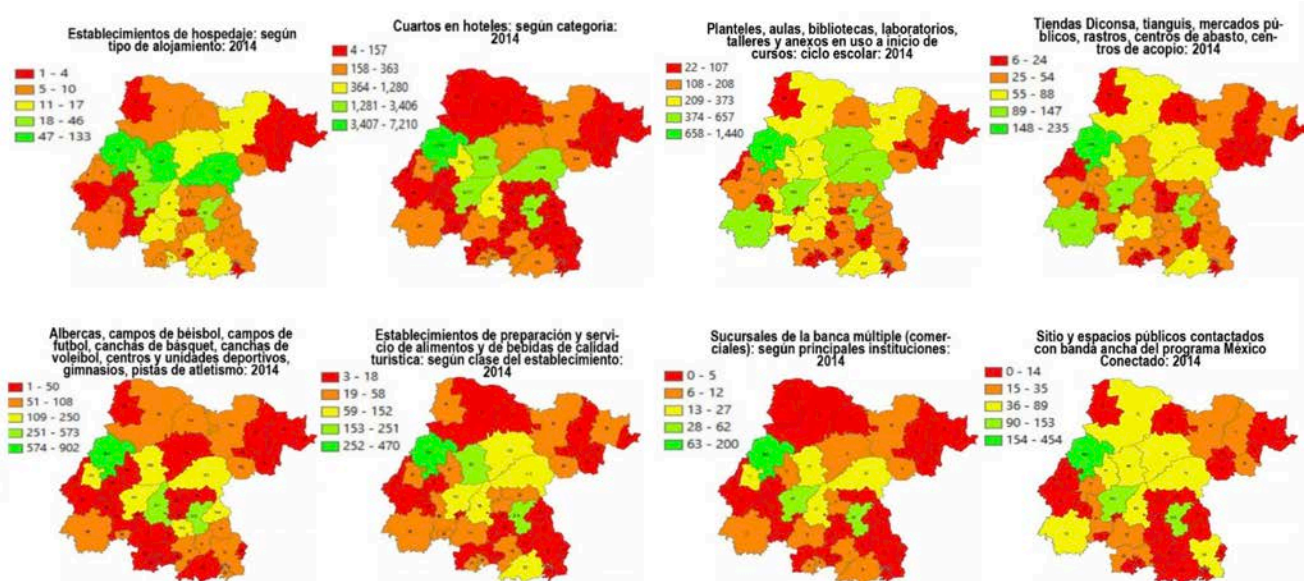 Establecimientos de hospedaje: según
tipo de alojamiento: 2014
1 - 4
5 - 10
11 - 17
18 - 46
47 - 133
Cuartos en hoteles: según categoria:
2014
4 - 157
158 - 363
364 - 1,280
1,281 - 3,406
3,407 - 7,210
Planteles, aulas, bibliotecas, laboratorios,
talleres y anexos en uso a inicio de
cursos: ciclo escolar: 2014
22 - 107
108 - 208
209 - 373
374 - 657
658 - 1,440
Tiendas Diconsa, tianguis, mercados pú-
blicos, rastros, centros de abasto, cen-
tros de acopio: 2014
6 - 24
25 - 54
55 - 88
89 - 147
148 - 235
Albercas, campos de béisbol, campos de
futbol, canchas de básquet, canchas de
voleibol, centros y unidades deportivos,
gimnasios, pistas de atletismo: 2014
1 - 50
51 - 108
109 - 250
251 - 573
574 - 902
Establecimientos de preparación y servi-
cio de alimentos y de bebidas de calidad
turística: según clase del establecimiento:
2014
3 - 18
19 - 58
59 - 152
153 - 251
252 - 470
Sucursales de la banca múltiple (comer-
ciales): según principales instituciones:
2014
0 - 5
6 - 12
13 - 27
28 - 62
63 - 200
Sitio y espacios públicos contactados
con banda ancha del programa México
Conectado: 2014
0 - 14
15 - 35
36 - 89
90 - 153
154 - 454